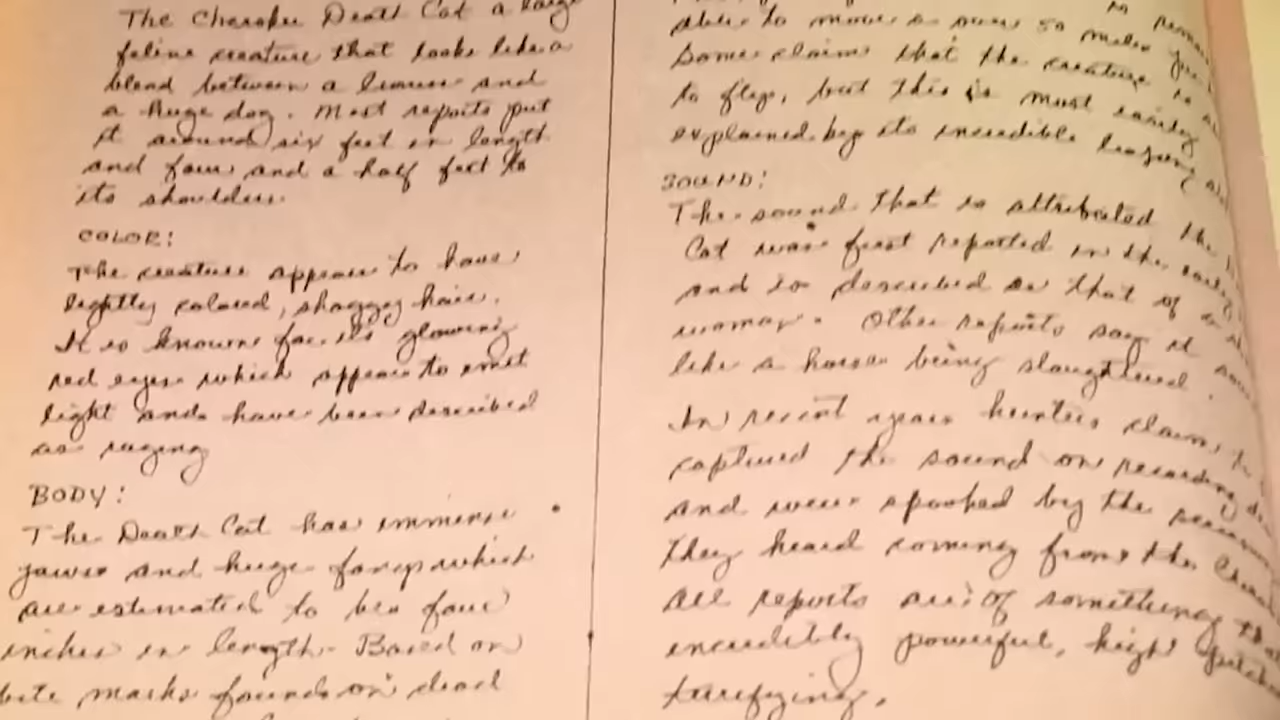 The Cherokee Death Cat a large
feline creature that looks like a
blend between a and
a huge dog. Most reports put
it around six feet in length
and four and a half feet to
its shoulders.
COLOR:
The creature appears to have
lightly colored, shaggy hair.
It is known for its glowing
red eyes which appear to emit
light and have been described
as raging
BODY:
The Death Cat has immense
jaws and huge fangs which
are estimated to be four
inches in length. Based on
bite marks found on dead
able to move
Some claim that the creature is
to flap, but this is most easily
explained by its incredible leaping
SOUND:
The sound that is attributed the
Cat was first reported in the early
and is described as that of a
woman. Other reports say it
like a horse being slaughtered.
In recent years hunters claim
captured the sound on recording
and were spooked by the
They heard coming from the
All reports are of something that
incredibly powerful, high
terrifying.